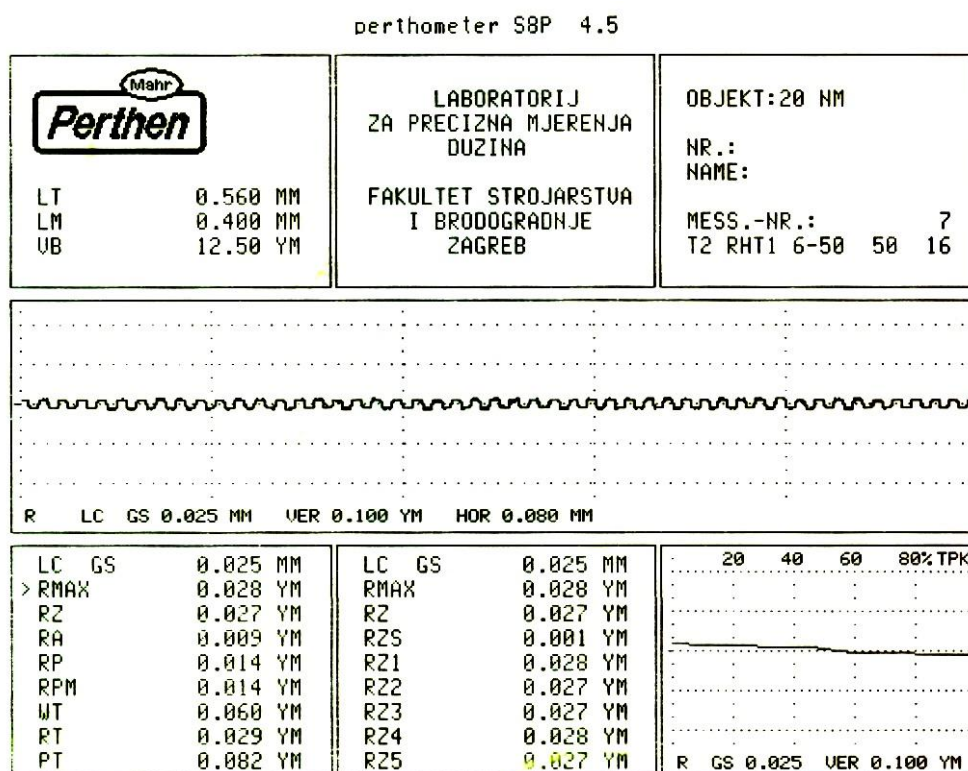 perthometer S8P 4.5
Mahr
Perthen
LT 0.560 MM
LM 0.400 MM
VB 12.50 YM
LABORATORIJ
ZA PRECIZNA MJERENJA
DUZINA
FAKULTET STROJARSTVA
I BRODOGRADNJE
ZAGREB
OBJEKT:20 NM
NR.:
NAME:
MESS.-NR.: 7
T2 RHT1 6-50 50 16
R LC GS 0.025 MM VER 0.100 YM HOR 0.080 MM
LC GS 0.025 MM
> RMAX 0.028 YM
RZ 0.027 YM
RA 0.009 YM
RP 0.014 YM
RPM 0.014 YM
WT 0.060 YM
RT 0.029 YM
PT 0.082 YM
LC GS 0.025 MM
RMAX 0.028 YM
RZ 0.027 YM
RZS 0.001 YM
RZ1 0.028 YM
RZ2 0.027 YM
RZ3 0.027 YM
RZ4 0.028 YM
RZ5 0.027 YM
20 40 60 80% TPK
R GS 0.025 VER 0.100 YM